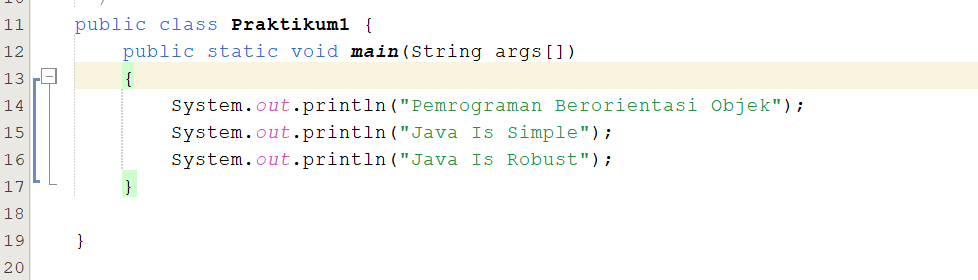 11 public class Praktikum1 {
12 public static void main(String args[])
13 {
14 System.out.println("Pemrograman Berorientasi Objek");
15 System.out.println("Java Is Simple");
16 System.out.println("Java Is Robust");
17 }
18
19 }
20